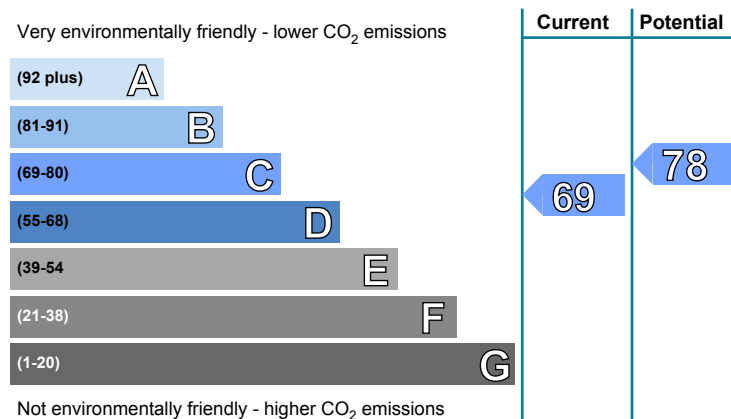 Very environmentally friendly - lower CO2 emissions
Current
Potential
(92 plus) A
(81-91) B
(69-80) C
(55-68) D
(39-54 E
(21-38) F
(1-20) G
69
78
Not environmentally friendly - higher CO2 emissions